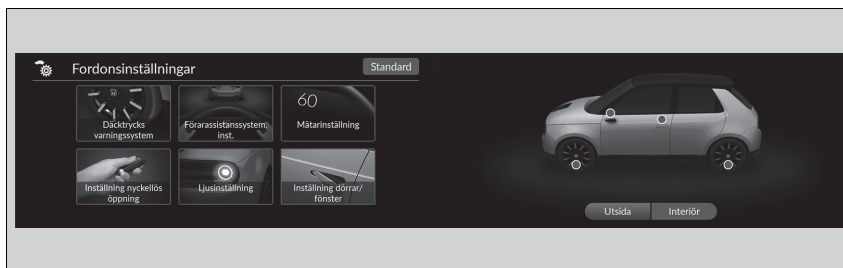 Fordonsinställningar
Standard
Däcktrycks
varningssystem
Förarassistanssystem,
inst.
60
Mätarinställning
Inställning nyckellös
öppning
Ljusinställning
Inställning dörrar/
fönster
Utsida
Interiör